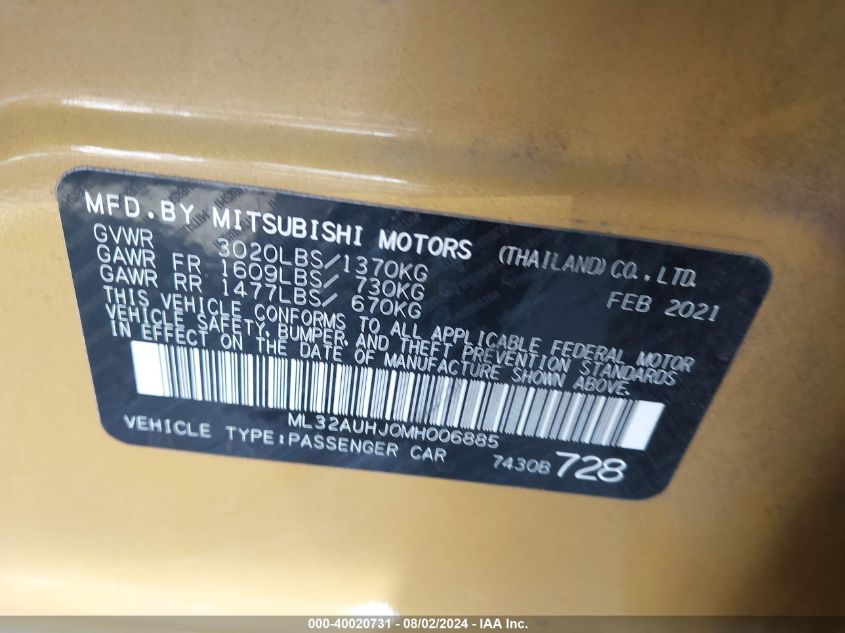 MFD.BY MITSUBISHI MOTORS (THAILAND) CO., LTD.
GVWR 3020LBS/1370KG FEB 2021
GAWR FR 1609LBS/ 730KG
GAWR RR 1477LBS/ 670KG
THIS VEHICLE CONFORMS TO ALL APPLICABLE FEDERAL MOTOR
VEHICLE SAFETY, BUMPER, AND THEFT PREVENTION STANDARDS
IN EFFECT ON THE DATE OF MANUFACTURE SHOWN ABOVE.
ML32AUHJ0MH006885
VEHICLE TYPE:PASSENGER CAR 7430B 728
000-40020731 - 08/02/2024 - IAA Inc.